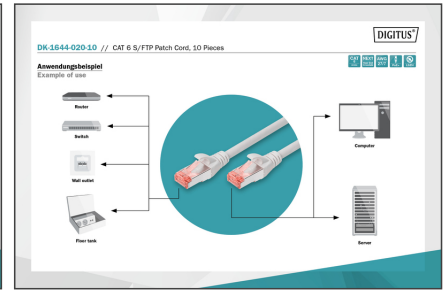 DIGITUS®
DK-1644-020-10 // CAT 6 S/FTP Patch Cord, 10 Pieces
Anwendungsbeispiel
Example of use
Router
Switch
Wall outlet
Floor tank
Computer
Server